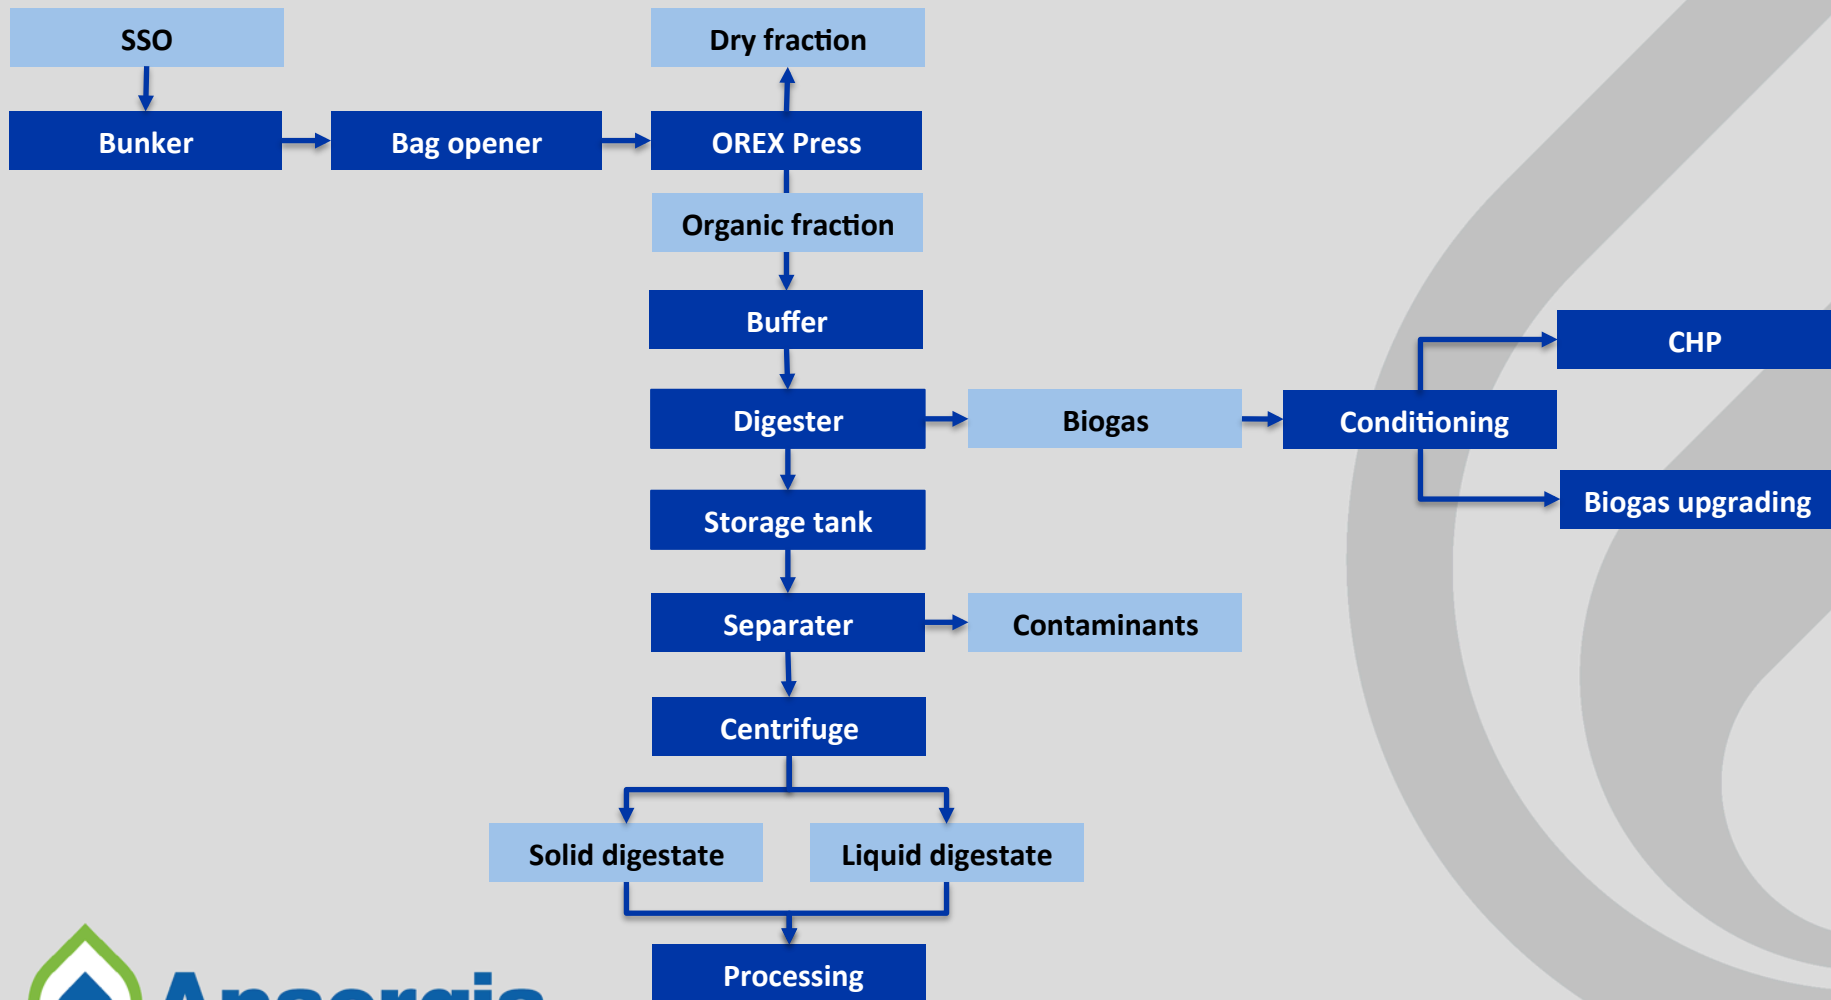 SSO
Dry fraction
Bunker
Bag opener
OREX Press
Organic fraction
Buffer
CHP
Digester
Biogas
Conditioning
Biogas upgrading
Storage tank
Separater
Contaminants
Centrifuge
Solid digestate
Liquid digestate
Processing